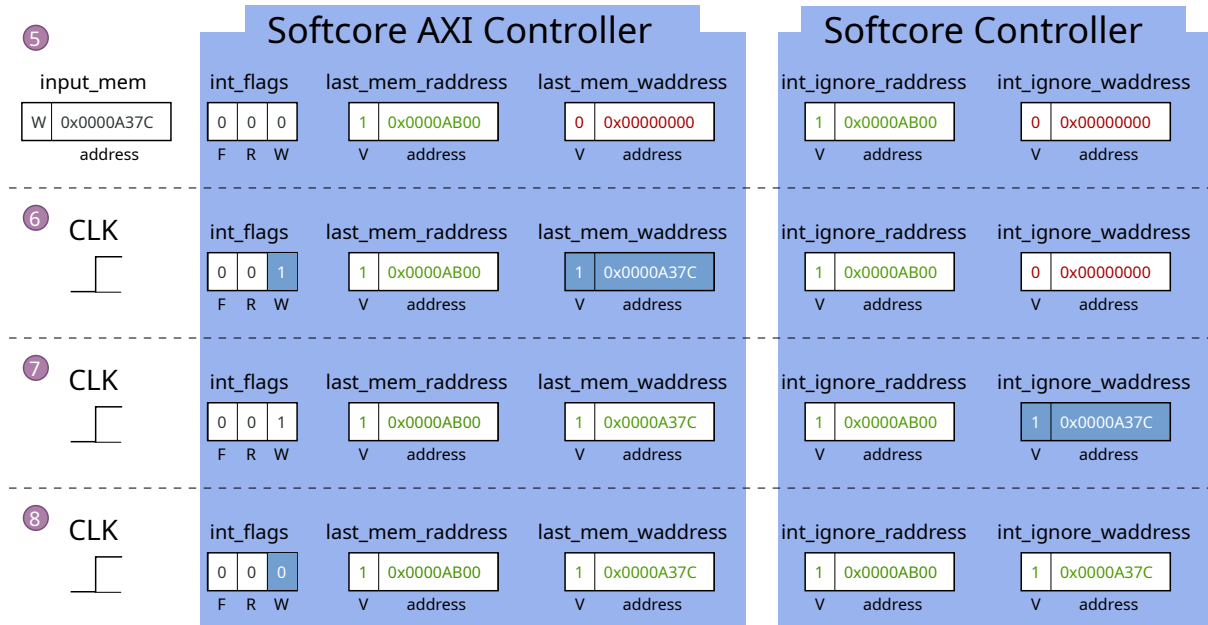 Softcore AXI Controller Softcore Controller
5
input_mem int_flags last_mem_raddress last_mem_waddress int_ignore_raddress int_ignore_waddress
W 0x0000A37C 0 0 0 1 0x0000AB00 0 0x00000000 1 0x0000AB00 0 0x00000000
address F R W V address V address V address V address
6 CLK
int_flags last_mem_raddress last_mem_waddress int_ignore_raddress int_ignore_waddress
0 0 1 1 0x0000AB00 1 0x0000A37C 1 0x0000AB00 0 0x00000000
F R W V address V address V address V address
7 CLK
int_flags last_mem_raddress last_mem_waddress int_ignore_raddress int_ignore_waddress
0 0 1 1 0x0000AB00 1 0x0000A37C 1 0x0000AB00 1 0x0000A37C
F R W V address V address V address V address
8 CLK
int_flags last_mem_raddress last_mem_waddress int_ignore_raddress int_ignore_waddress
0 0 0 1 0x0000AB00 1 0x0000A37C 1 0x0000AB00 1 0x0000A37C
F R W V address V address V address V address